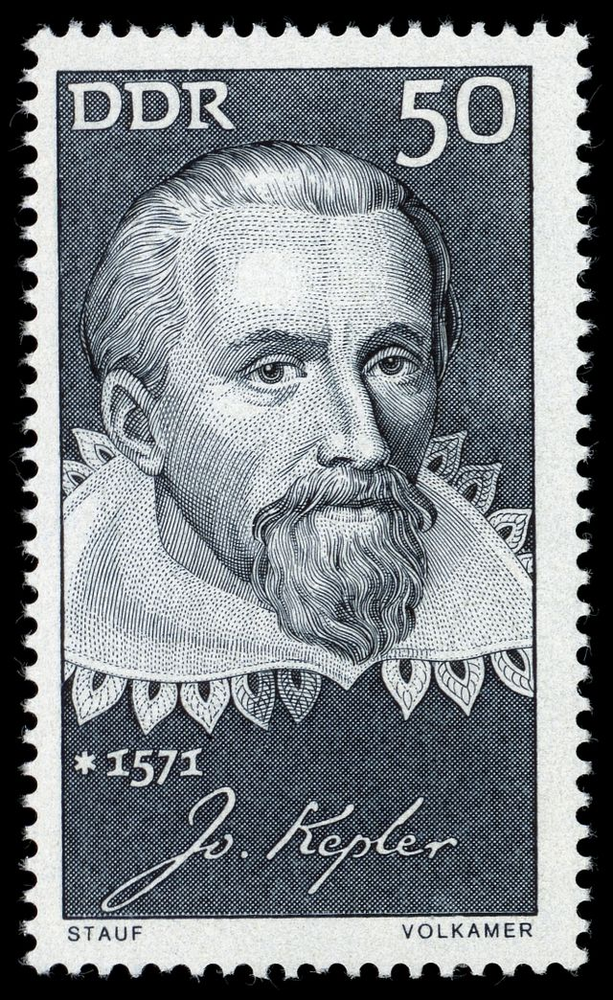 DDR 50
*1571
Jo. Kepler
STAUF VOLKAMER